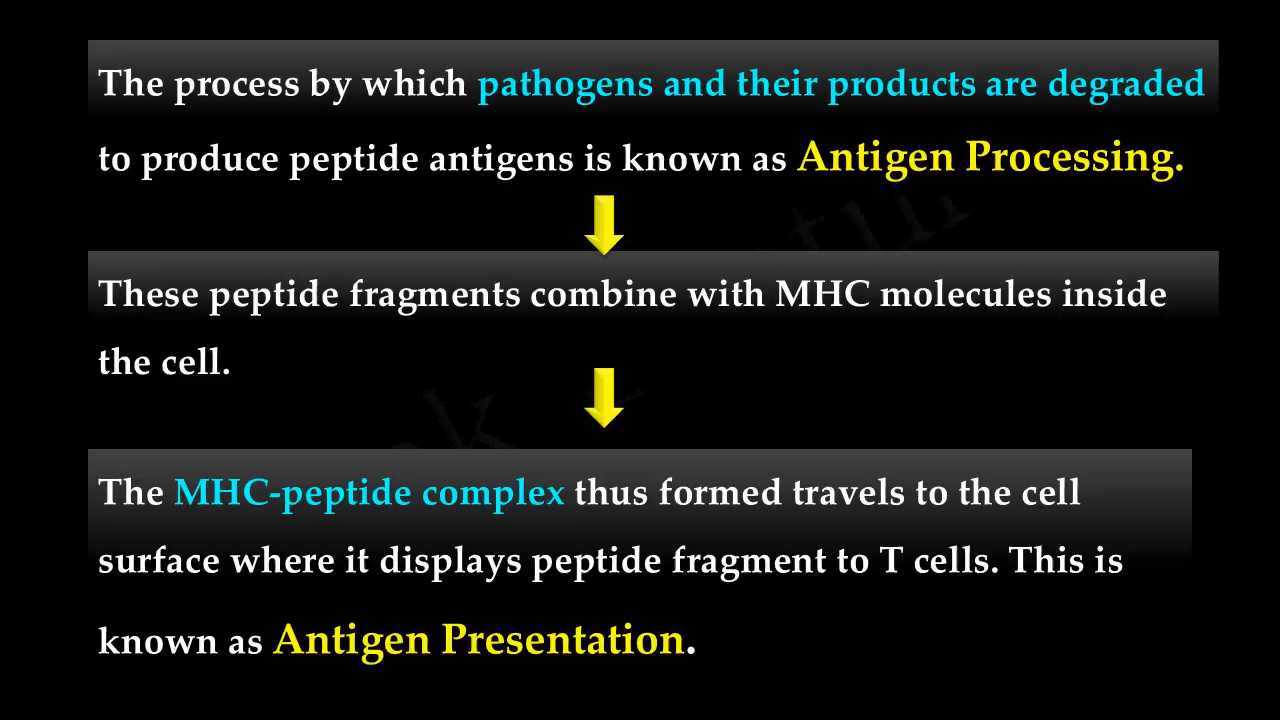 The process by which pathogens and their products are degraded
to produce peptide antigens is known as Antigen Processing.
These peptide fragments combine with MHC molecules inside
the cell.
The MHC-peptide complex thus formed travels to the cell
surface where it displays peptide fragment to T cells. This is
known as Antigen Presentation.